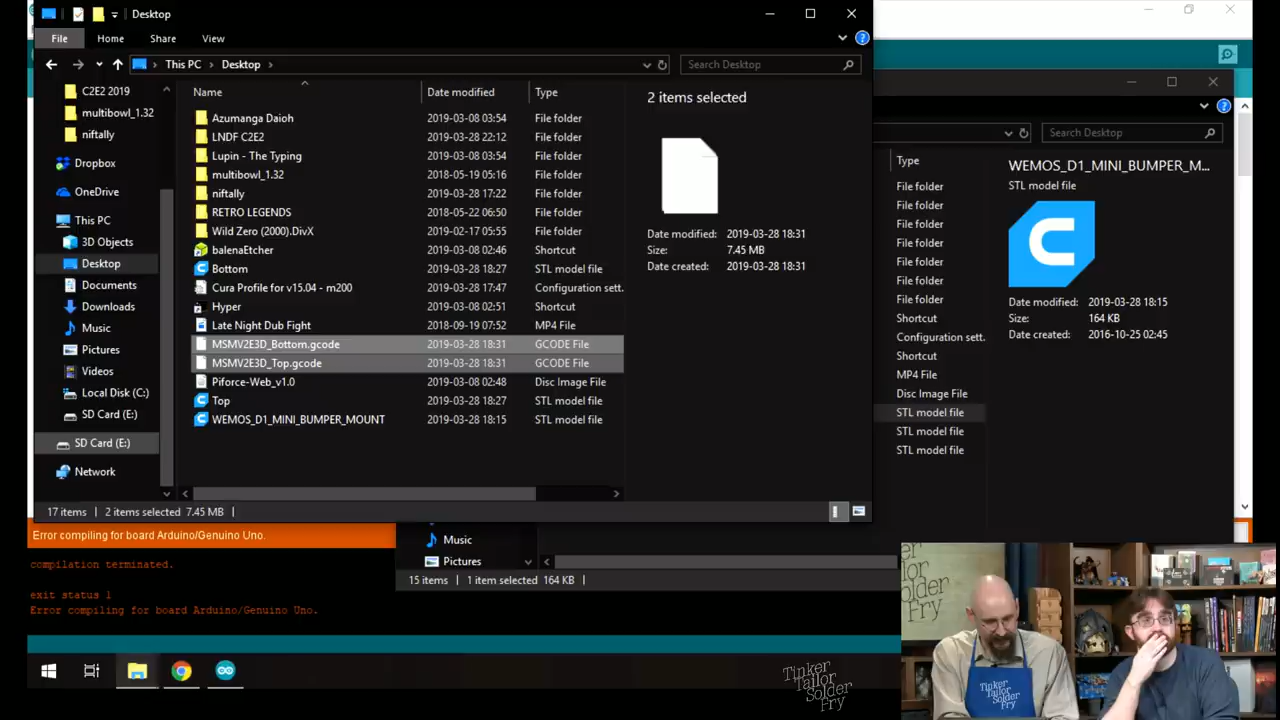 Desktop
File
Home
Share
View
This PC
Desktop
Search Desktop
C2E2 2019
multibowl_1.32
niftally
Dropbox
OneDrive
This PC
3D Objects
Desktop
Documents
Downloads
Music
Pictures
Videos
Local Disk (C:)
SD Card (E:)
SD Card (E:)
Network
Name Date modified Type
Azumanga Daioh 2019-03-08 03:54 File folder
LNDF C2E2 2019-03-28 22:12 File folder
Lupin - The Typing 2019-03-08 03:54 File folder
multibowl_1.32 2018-05-19 05:16 File folder
niftally 2019-03-28 17:22 File folder
RETRO LEGENDS 2018-05-22 06:50 File folder
Wild Zero (2000).DivX 2019-02-17 05:55 File folder
balenaEtcher 2019-03-08 02:46 Shortcut
Bottom 2019-03-28 18:27 STL model file
Cura Profile for v15.04 - m200 2019-03-28 17:47 Configuration sett.
Hyper 2019-03-08 02:51 Shortcut
Late Night Dub Fight 2018-09-19 07:52 MP4 File
MSMV2E3D_Bottom.gcode 2019-03-28 18:31 GCODE File
MSMV2E3D_Top.gcode 2019-03-28 18:31 GCODE File
Piforce-Web_v1.0 2019-03-08 02:48 Disc Image File
Top 2019-03-28 18:27 STL model file
WEMOS_D1_MINI_BUMPER_MOUNT 2019-03-28 18:15 STL model file
2 items selected
Date modified: 2019-03-28 18:31
Size: 7.45 MB
Date created: 2019-03-28 18:31
17 items 2 items selected 7.45 MB
Search Desktop
Type
File folder
File folder
File folder
File folder
File folder
File folder
File folder
Shortcut
Configuration sett.
Shortcut
MP4 File
Disc Image File
STL model file
STL model file
STL model file
WEMOS_D1_MINI_BUMPER_M...
STL model file
Date modified: 2019-03-28 18:15
Size: 164 KB
Date created: 2016-10-25 02:45
Music
Pictures
15 items 1 item selected 164 KB
Error compiling for board Arduino/Genuino Uno.
compilation terminated.
exit status 1
Error compiling for board Arduino/Genuino Uno.
Tinker
Tailor
Solder
Fry
Tinker
Tailor
Solder
Fry
Tinker
Tailor
Solder
Fry